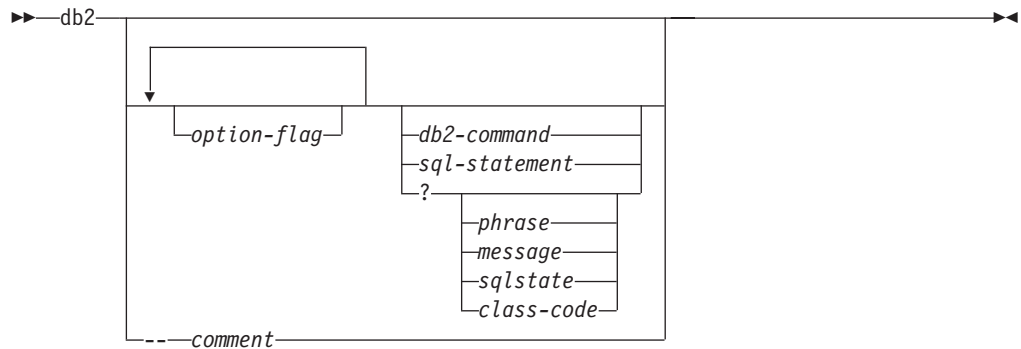 db2
option-flag
db2-command
sql-statement
?
phrase
message
sqlstate
class-code
-- comment